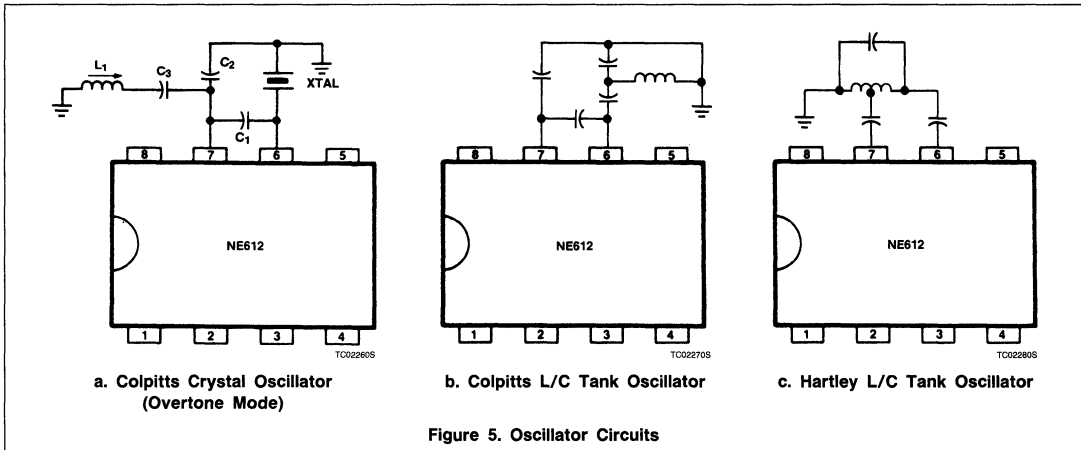 L1
C3
C2
XTAL
C1
8 7 6 5
NE612
1 2 3 4
TC02260S
a. Colpitts Crystal Oscillator
(Overtone Mode)
8 7 6 5
NE612
1 2 3 4
TC02270S
b. Colpitts L/C Tank Oscillator
8 7 6 5
NE612
1 2 3 4
TC02280S
c. Hartley L/C Tank Oscillator
Figure 5. Oscillator Circuits